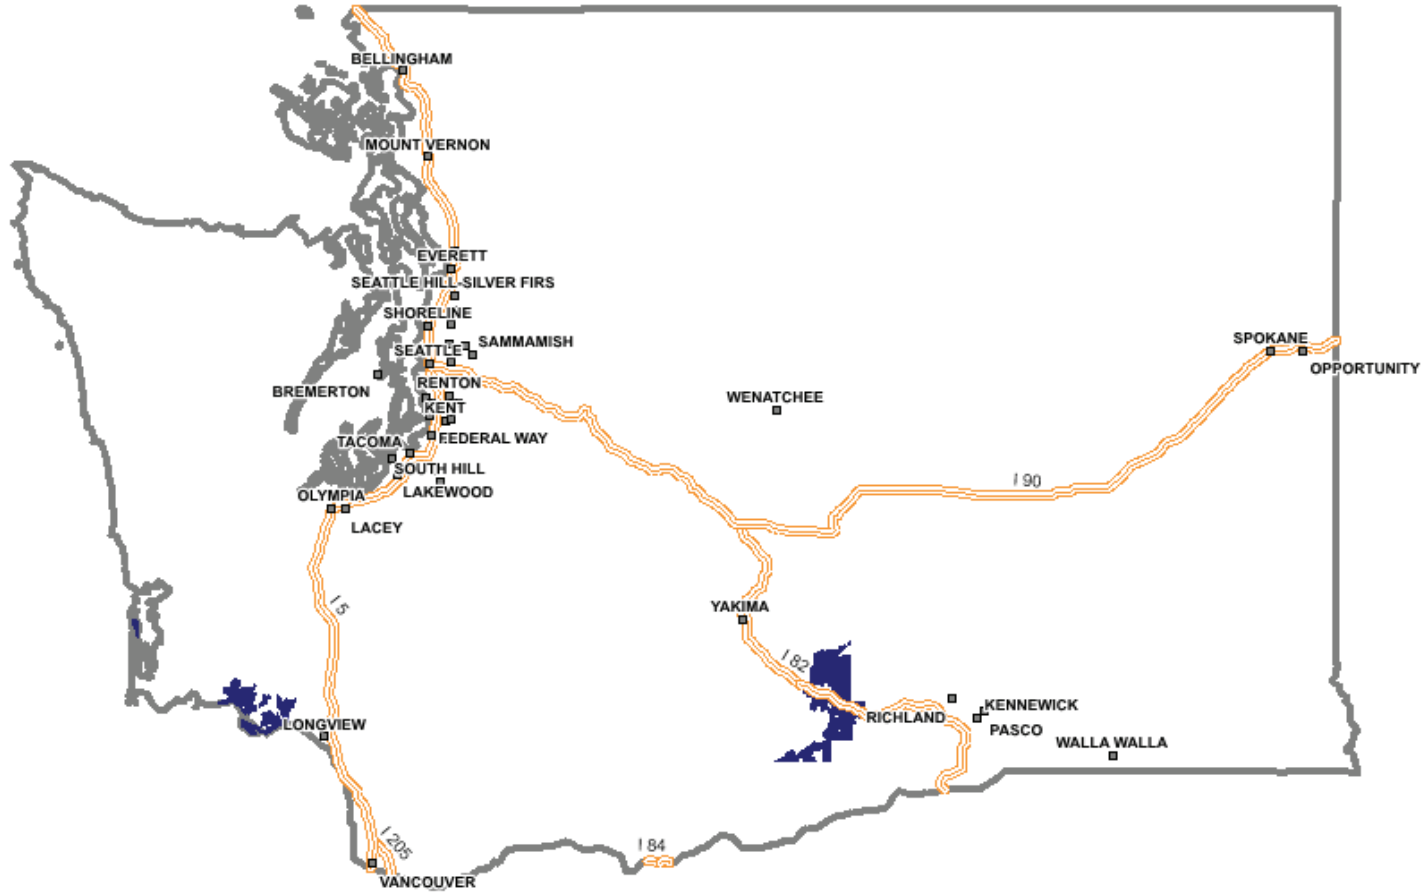 BELLINGHAM
MOUNT VERNON
EVERETT
SEATTLE HILL-SILVER FIRS
SHORELINE
SAMMAMISH
SEATTLE
SPOKANE
OPPORTUNITY
RENTON
BREMERTON
WENATCHEE
KENT
FEDERAL WAY
TACOMA
SOUTH HILL
I 90
LAKEWOOD
OLYMPIA
LACEY
I 5
YAKIMA
I 82
KENNEWICK
RICHLAND
LONGVIEW
PASCO
WALLA WALLA
I 205
I 84
VANCOUVER